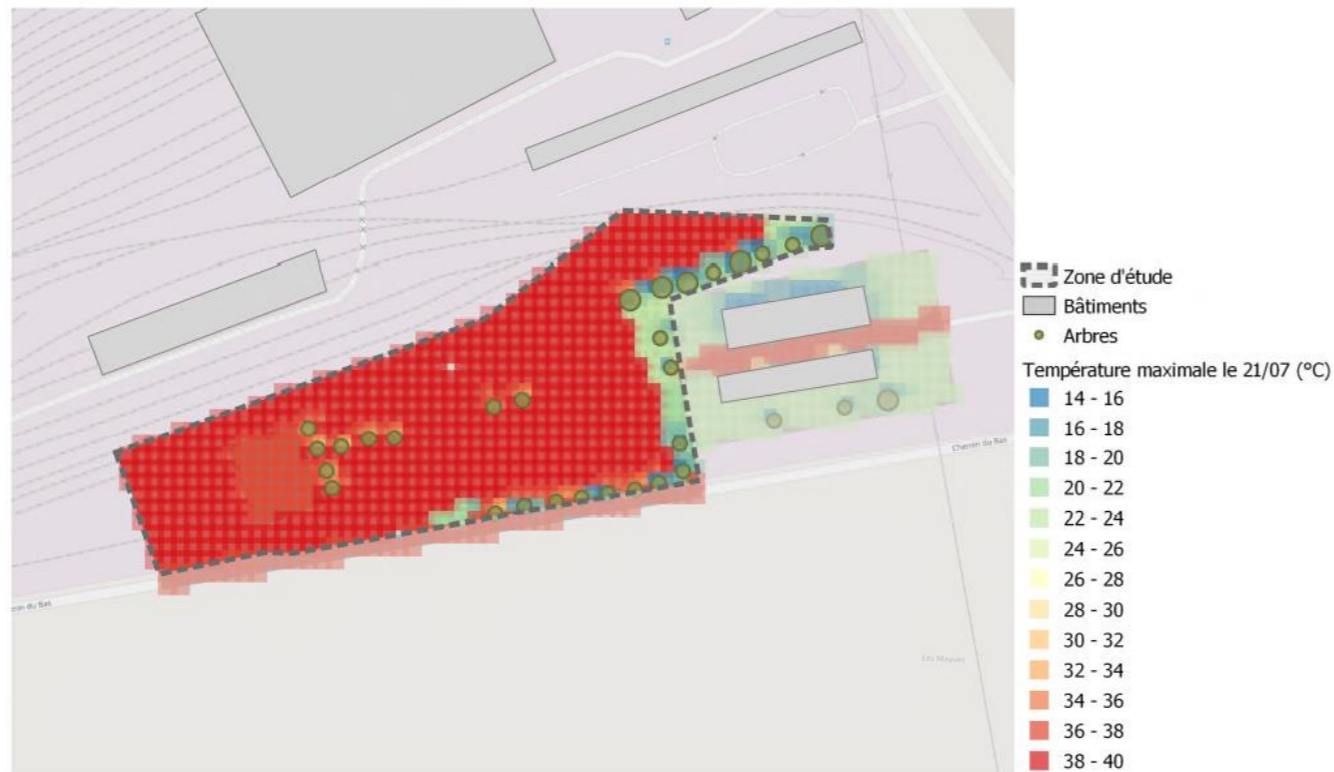 Zone d'étude
Bâtiments
Arbres
Température maximale le 21/07 (°C)
14 - 16
16 - 18
18 - 20
20 - 22
22 - 24
24 - 26
26 - 28
28 - 30
30 - 32
32 - 34
34 - 36
36 - 38
38 - 40
Chemin du Bas
du Bas